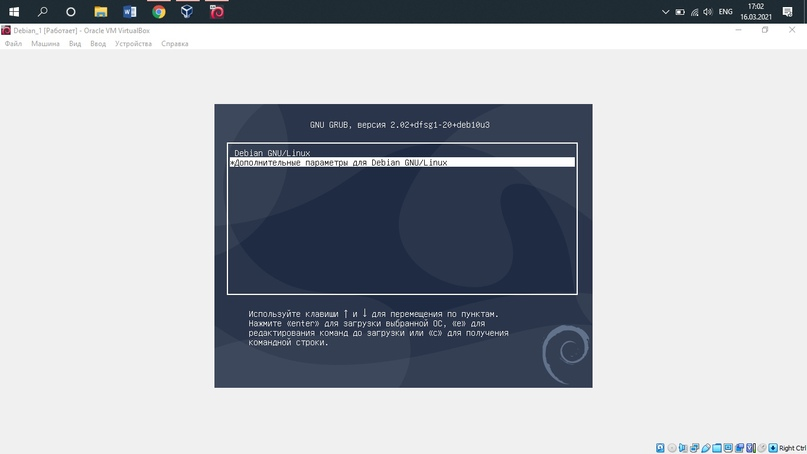 ENG
17:02
16.03.2021
Debian_1 [Работает] - Oracle VM VirtualBox
Файл Машина Вид Ввод Устройства Справка
GNU GRUB, версия 2.02+dfsg1-20+deb10u3
Debian GNU/Linux
*Дополнительные параметры для Debian GNU/Linux
Используйте клавиши ↑ и ↓ для перемещения по пунктам.
Нажмите «enter» для загрузки выбранной ОС, «e» для
редактирования команд до загрузки или «c» для получения
командной строки.
Right Ctrl